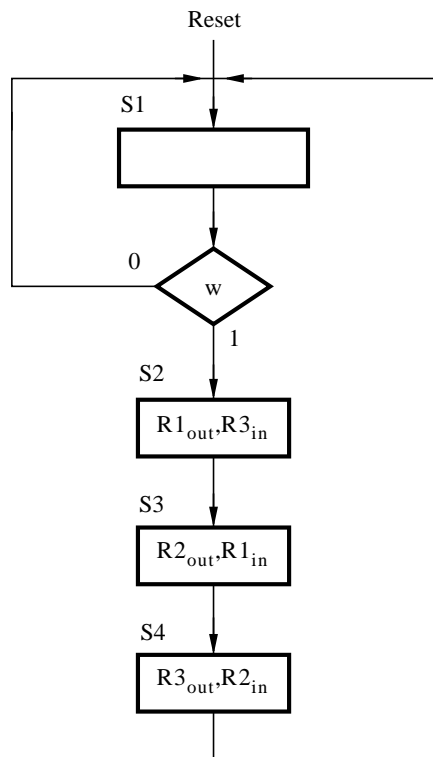 Reset
S1
0
w
1
S2
R1out,R3in
S3
R2out,R1in
S4
R3out,R2in